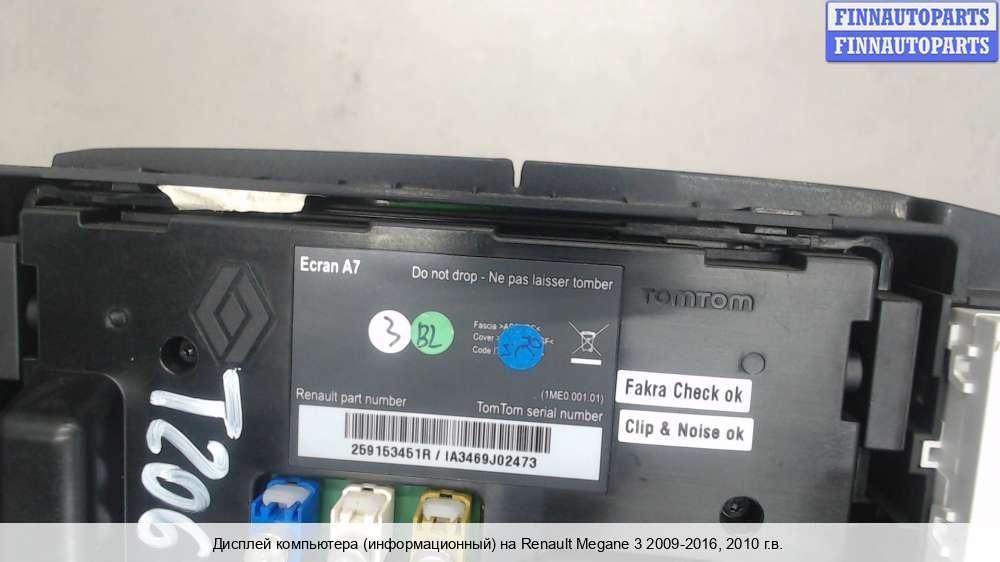 FINNAUTOPARTS
FINNAUTOPARTS
Ecran A7
Do not drop - Ne pas laisser tomber
TOMTOM
3
BL
Fascia
Cover
Code
(1ME0 001 01)
Renault part number
TomTom serial number
259153451R / IA3469J02473
Fakra Check ok
Clip & Noise ok
T206
Дисплей компьютера (информационный) на Renault Megane 3 2009-2016, 2010 г.в.